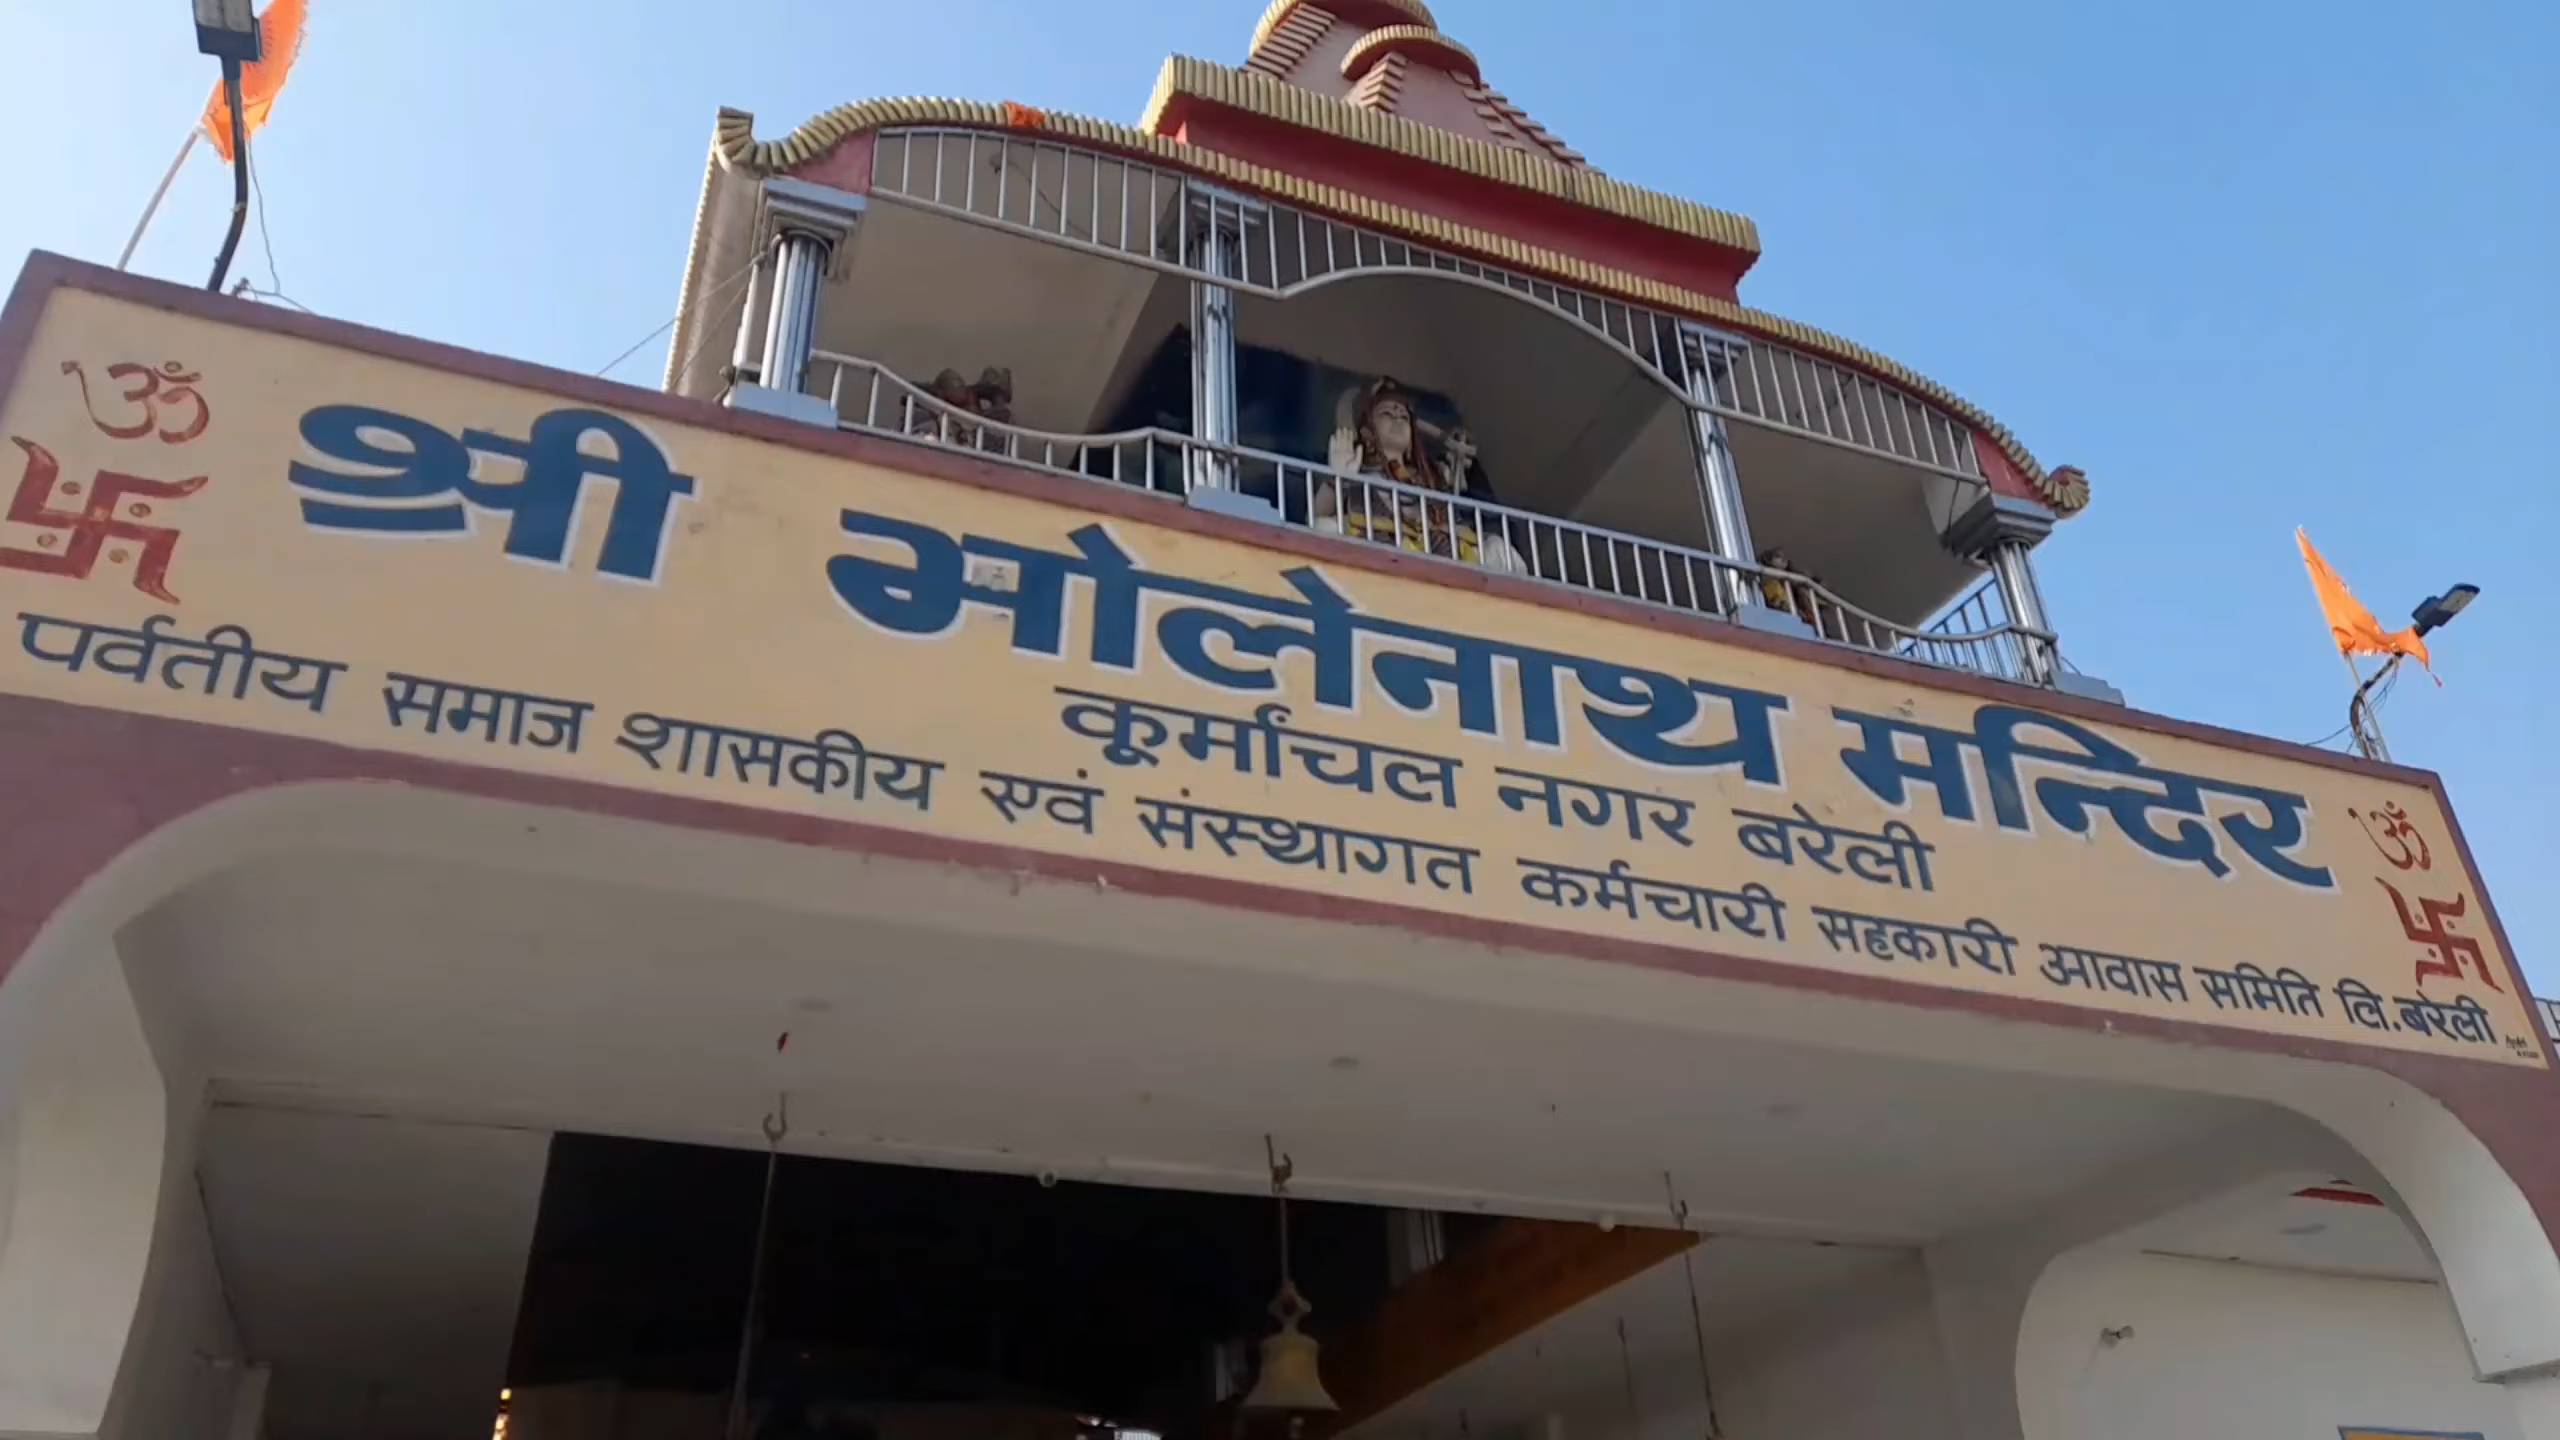 ॐ श्री भोलेनाथ मन्दिर ॐ
कूर्मांचल नगर बरेली
पर्वतीय समाज शासकीय एवं संस्थागत कर्मचारी सहकारी आवास समिति लि. बरेली